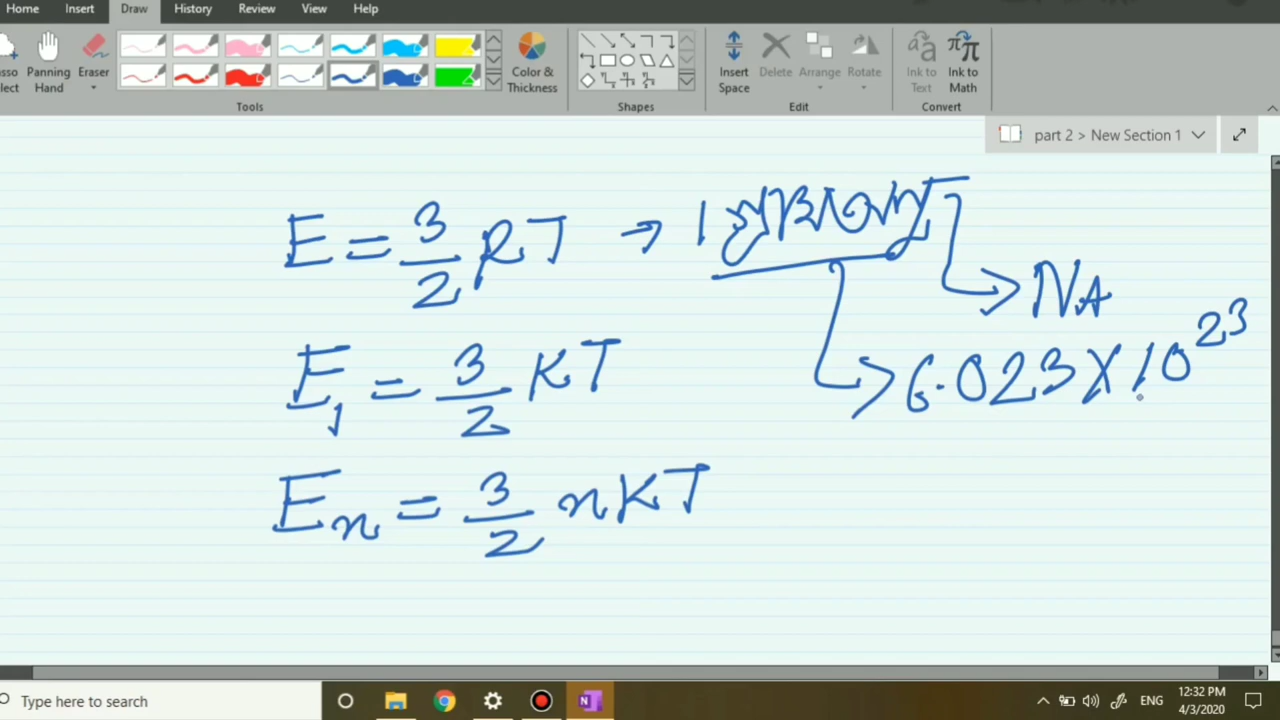 Home Insert Draw History Review View Help
Lasso Select
Panning Hand
Eraser
Color & Thickness
Insert Space
Delete
Arrange
Rotate
Ink to Text
Ink to Math
Tools Shapes Edit Convert
part 2 > New Section 1
E = 3/2 RT → 1
NA
6.023 X 10²³
E₁ = 3/2 KT
Eₙ = 3/2 nKT
Type here to search
ENG
12:32 PM
4/3/2020